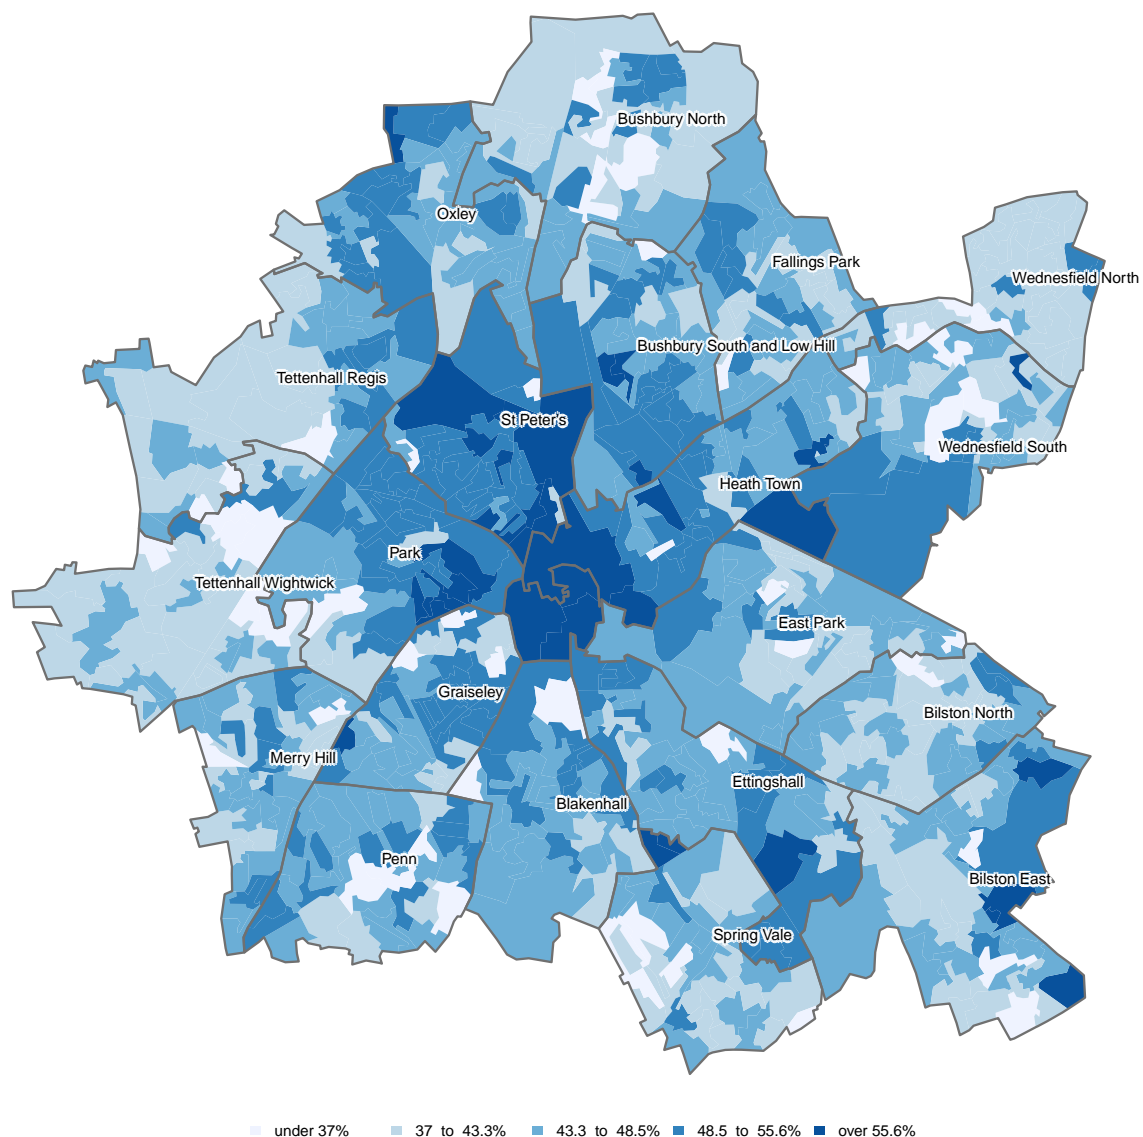 Bushbury North
Oxley
Fallings Park
Wednesfield North
Bushbury South and Low Hill
Tettenhall Regis
St Peter's
Wednesfield South
Heath Town
Park
Tettenhall Wightwick
East Park
Graiseley
Bilston North
Merry Hill
Ettingshall
Blakenhall
Penn
Bilston East
Spring Vale
under 37% 37 to 43.3% 43.3 to 48.5% 48.5 to 55.6% over 55.6%